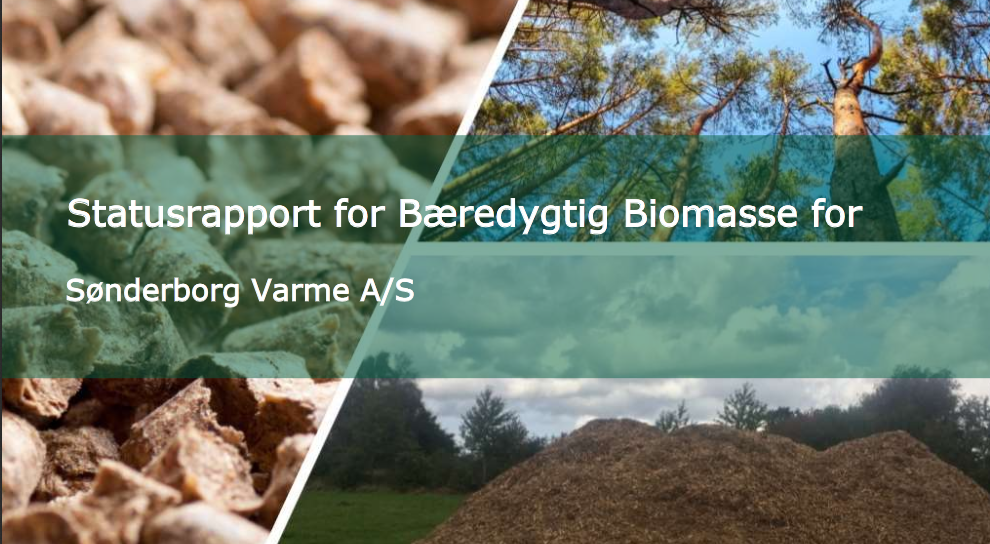 Statusrapport for Bæredygtig Biomasse for
Sønderborg Varme A/S